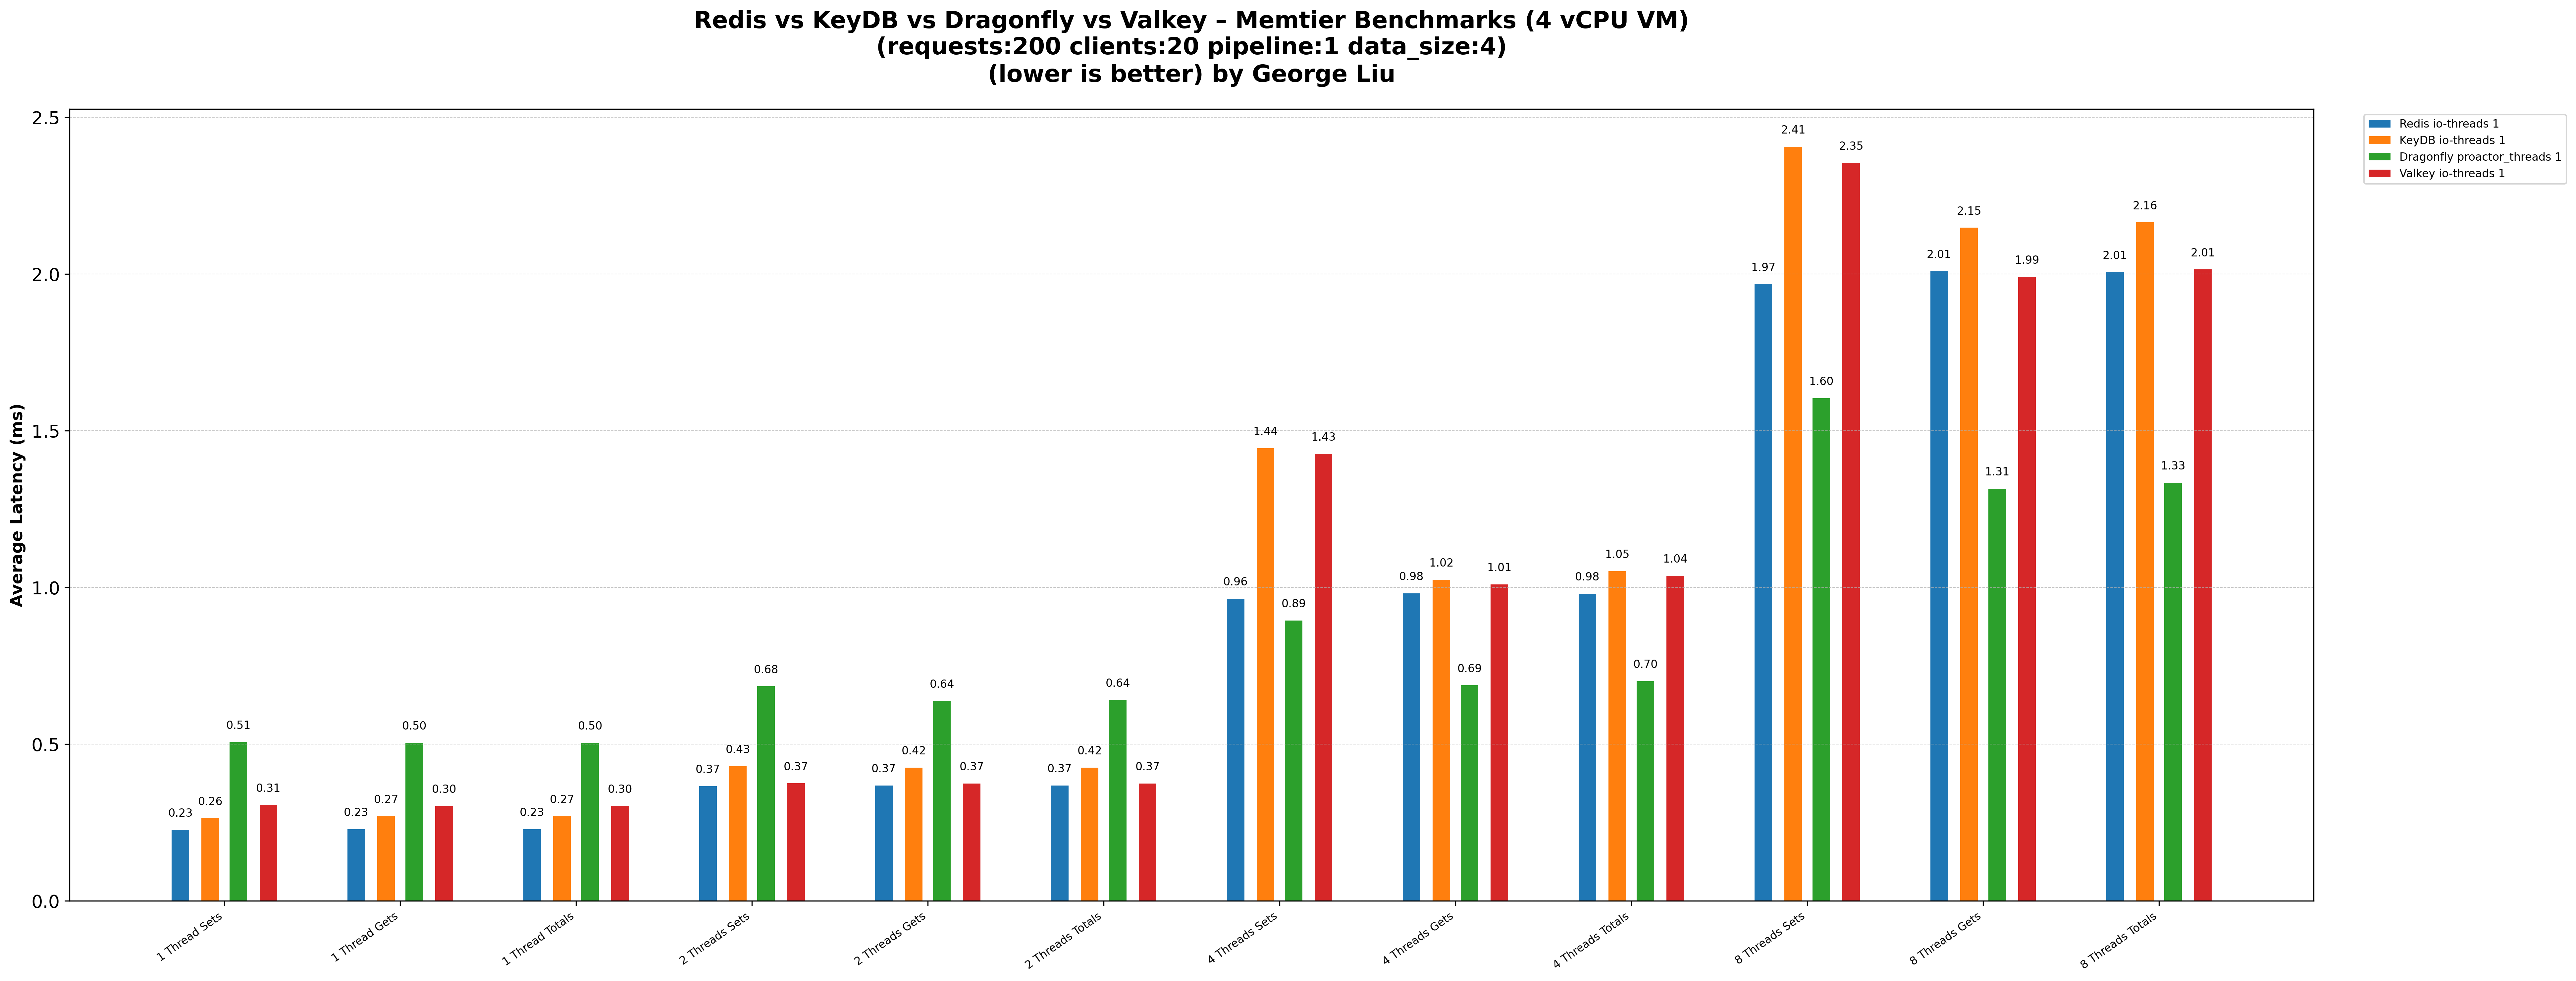 Redis vs KeyDB vs Dragonfly vs Valkey – Memtier Benchmarks (4 vCPU VM)
(requests:200 clients:20 pipeline:1 data_size:4)
(lower is better) by George Liu
Average Latency (ms)
2.5
2.0
1.5
1.0
0.5
0.0
Redis io-threads 1
KeyDB io-threads 1
Dragonfly proactor_threads 1
Valkey io-threads 1
0.23 0.26 0.51 0.31
0.23 0.27 0.50 0.30
0.23 0.27 0.50 0.30
0.37 0.43 0.68 0.37
0.37 0.42 0.64 0.37
0.37 0.42 0.64 0.37
0.96 1.44 0.89 1.43
0.98 1.02 0.69 1.01
0.98 1.05 0.70 1.04
1.97 2.41 1.60 2.35
2.01 2.15 1.31 1.99
2.01 2.16 1.33 2.01
1 Thread Sets
1 Thread Gets
1 Thread Totals
2 Threads Sets
2 Threads Gets
2 Threads Totals
4 Threads Sets
4 Threads Gets
4 Threads Totals
8 Threads Sets
8 Threads Gets
8 Threads Totals